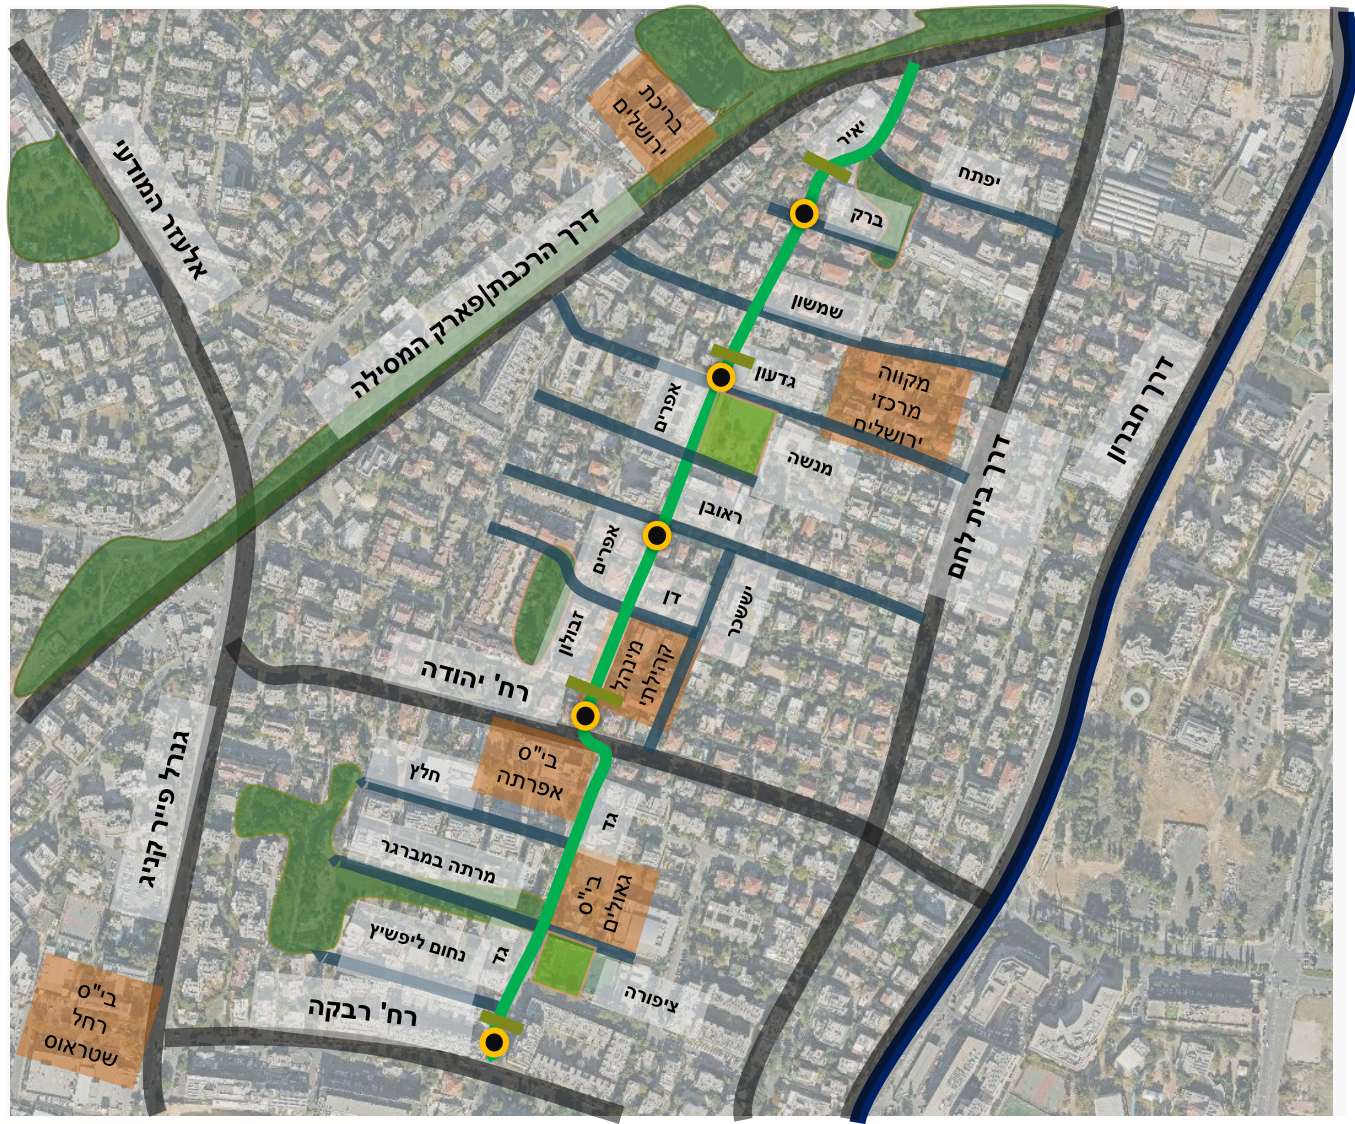 בריכת
ירושלים
יאיר
אלעזר המודעי
יפתח
ברק
דרך הרכבת|פארק המסילה
שמשון
גדעון
מקווה
מרכזי
ירושלים
אפרים
דרך חברון
מנשה
דרך בית לחם
ראובן
אפרים
דן
יששכר
זבולון
מינהל
קהילתי
רח' יהודה
בי"ס
אפרתה
חלץ
גנרל פייר קניג
גד
מרתה במברגר
בי"ס
גאולים
נחום ליפשיץ
גד
ציפורה
רח' רבקה
בי"ס
רחל
שטראוס